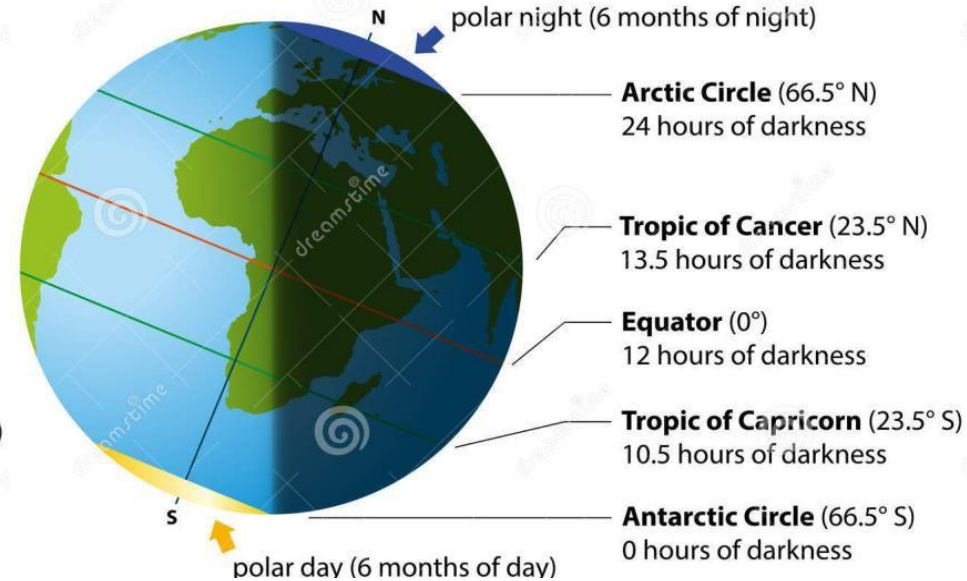 N
polar night (6 months of night)
Arctic Circle (66.5° N)
24 hours of darkness
Tropic of Cancer (23.5° N)
13.5 hours of darkness
Equator (0°)
12 hours of darkness
Tropic of Capricorn (23.5° S)
10.5 hours of darkness
Antarctic Circle (66.5° S)
0 hours of darkness
S
polar day (6 months of day)
)
dreamstime
dreamstime